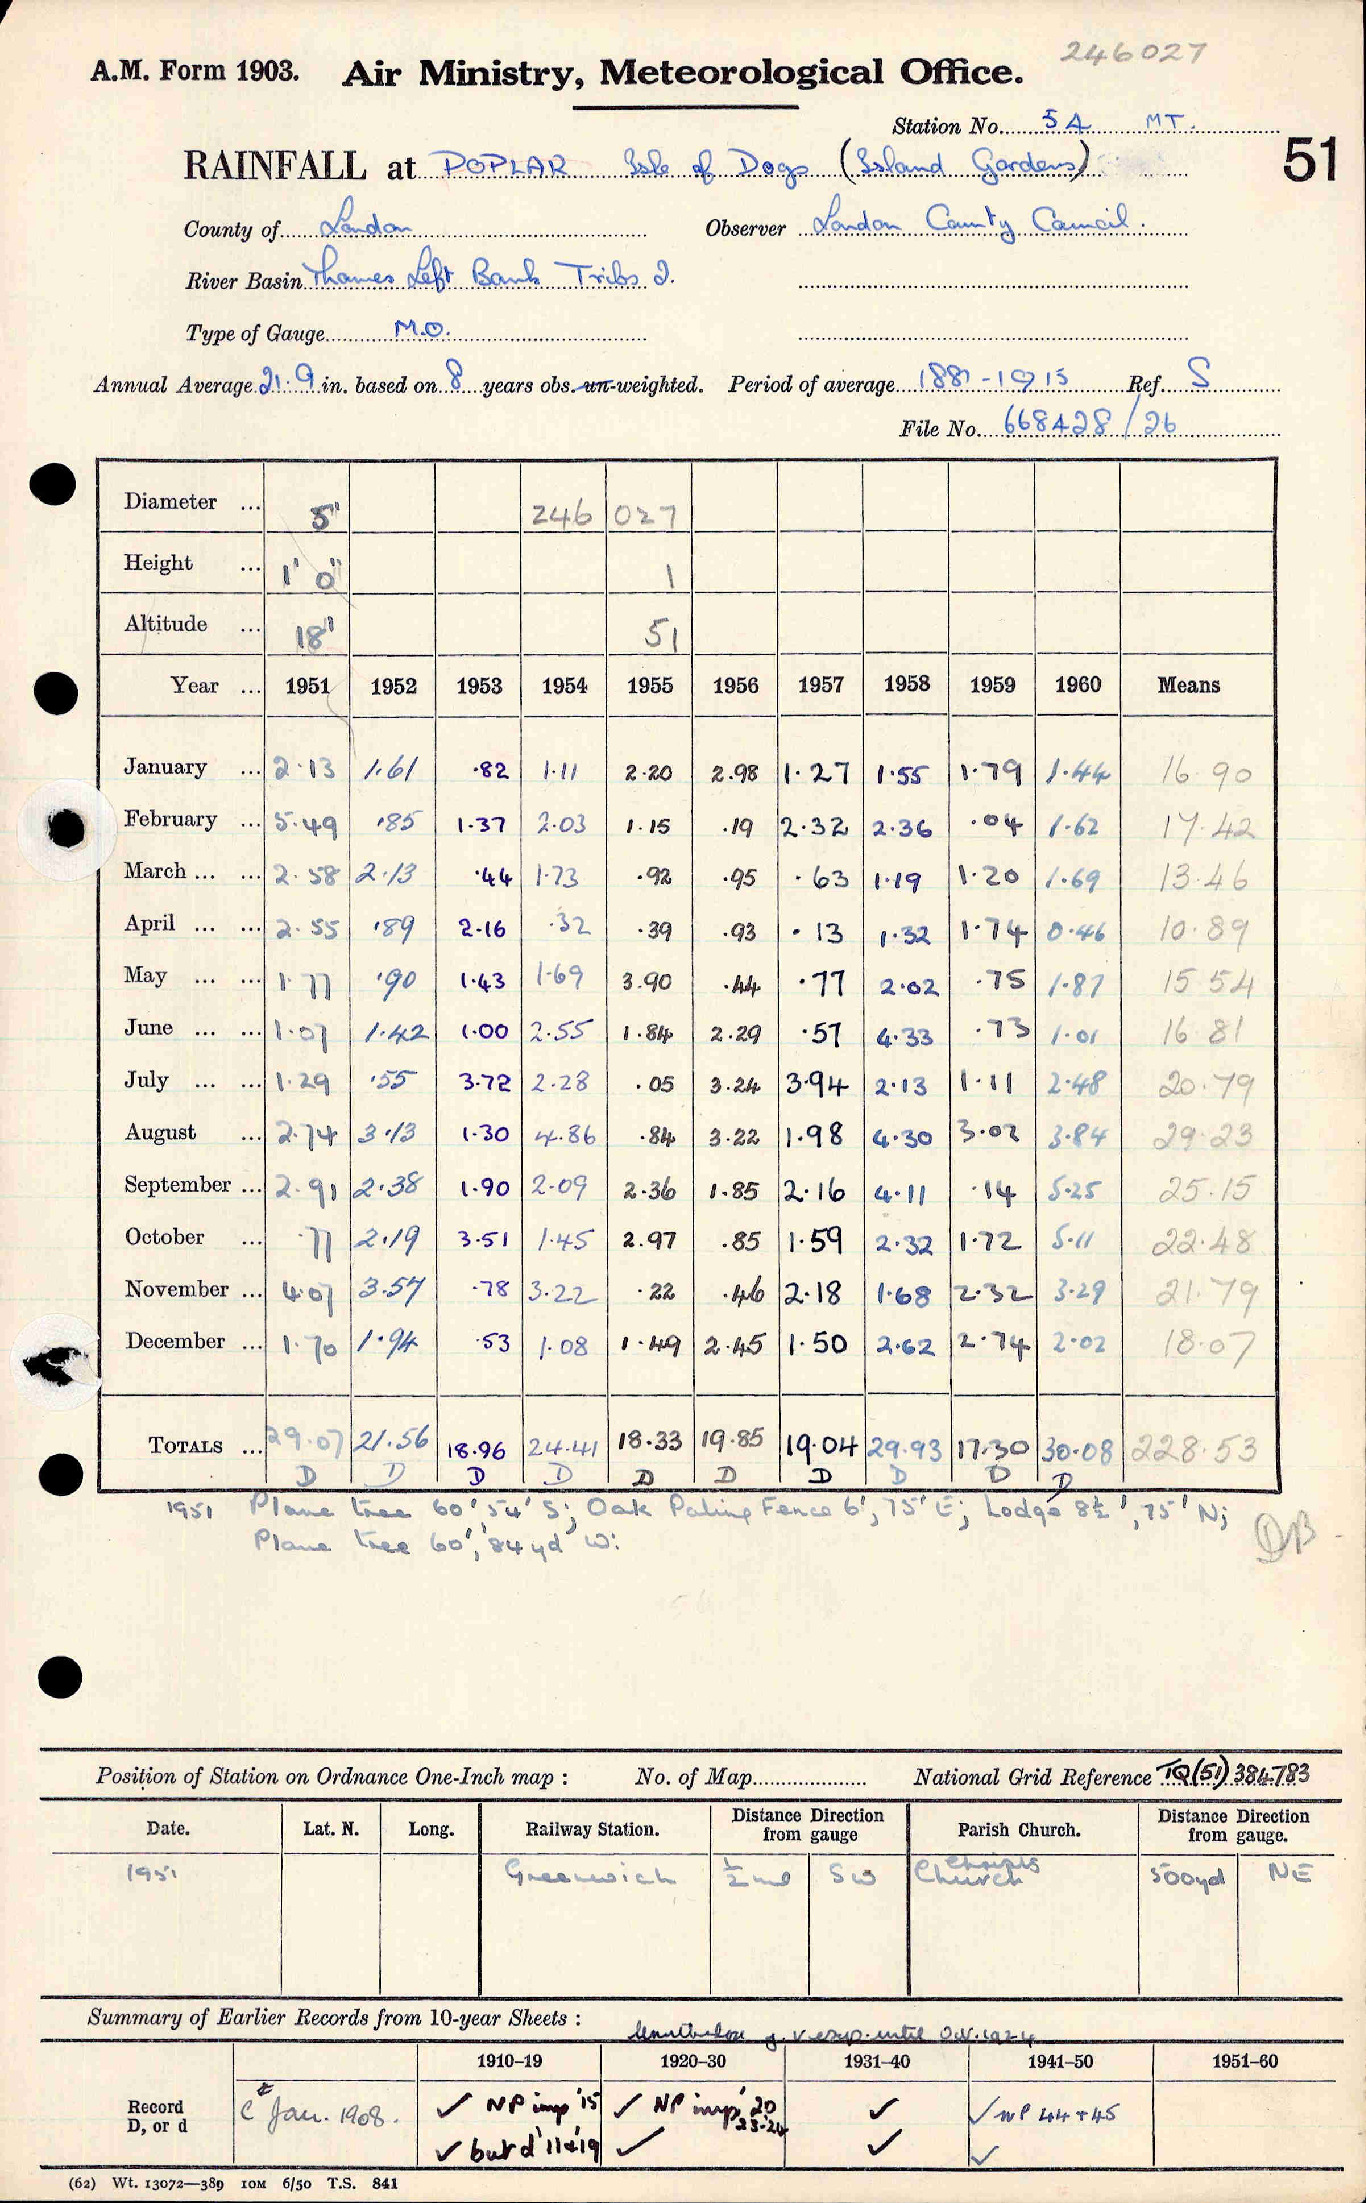 246027
A.M. Form 1903. Air Ministry, Meteorological Office.
Station No. 5A MT.
RAINFALL at POPLAR Isle of Dogs (Island Gardens)
51
County of London Observer London County Council.
River Basin Thames Left Bank Tribs 2.
Type of Gauge M.O.
Annual Average 21.9 in. based on 8 years obs. un-weighted. Period of average 1881-1915 Ref. S
File No. 668428/26
Diameter ... 5" 246 027
Height ... 1' 0" 1
Altitude ... 18' 51
Year ... 1951 1952 1953 1954 1955 1956 1957 1958 1959 1960 Means
January ... 2.13 1.61 .82 1.11 2.20 2.98 1.27 1.55 1.79 1.44 16.90
February ... 5.49 .85 1.37 2.03 1.15 .19 2.32 2.36 .04 1.62 17.42
March ... ... 2.58 2.13 .44 1.73 .92 .95 .63 1.19 1.20 1.69 13.46
April ... ... 2.55 .89 2.16 .32 .39 .93 .13 1.32 1.74 0.46 10.89
May ... ... 1.77 .90 1.43 1.69 3.90 .44 .77 2.02 .75 1.87 15 54
June ... ... 1.07 1.42 1.00 2.55 1.84 2.29 .57 4.33 .73 1.01 16 81
July ... ... 1.29 .55 3.72 2.28 .05 3.24 3.94 2.13 1.11 2.48 20.79
August ... 2.74 3.13 1.30 4.86 .84 3.22 1.98 4.30 3.02 3.84 29.23
September ... 2.91 2.38 1.90 2.09 2.36 1.85 2.16 4.11 .14 5.25 25.15
October ... .77 2.19 3.51 1.45 2.97 .85 1.59 2.32 1.72 5.11 22.48
November ... 4.07 3.57 .78 3.22 .22 .46 2.18 1.68 2.32 3.29 21.79
December ... 1.70 1.94 .53 1.08 1.49 2.45 1.50 2.62 2.74 2.02 18.07
TOTALS ... 29.07 21.56 18.96 24.41 18.33 19.85 19.04 29.93 17.30 30.08 228.53
D D D D D D D D D D
1951 Plane tree 60', 54' S; Oak Paling Fence 6', 75' E; Lodge 8½', 75' N;
Plane tree 60', 84yd W:
DB
Position of Station on Ordnance One-Inch map : No. of Map National Grid Reference TQ(51) 384783
Date. Lat. N. Long. Railway Station. Distance Direction from gauge Parish Church. Distance Direction from gauge.
1951 Greenwich ½ml SW Christs Church 500yd NE
Summary of Earlier Records from 10-year Sheets :
until Oct. 1924
1910–19 1920–30 1931–40 1941–50 1951–60
Record D, or d
c Jan. 1908. ✓ NP imp '15 ✓ NP imp '20 23-24 ✓ ✓ NP 44+45
✓ but d '11+'19 ✓ ✓ ✓
(62) Wt. 13072—389 10M 6/50 T.S. 841